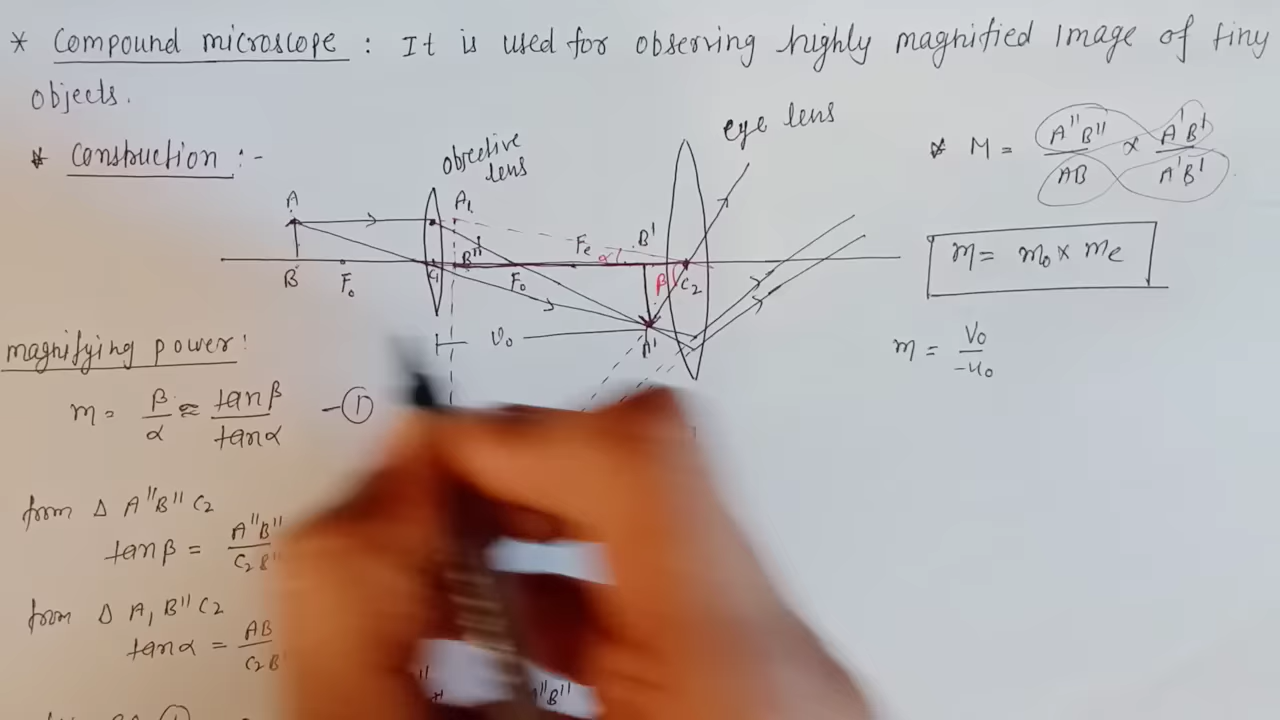 * Compound microscope : It is used for observing highly magnified Image of tiny
objects.
* Construction :-
objective
lens
eye lens
A
A₁
B
F₀
C₁
B"
F₀
Fe
α
B'
β
C₂
A'
v₀
* M = A"B"/AB × A'B'/A'B'
m = m₀ × me
m = V₀/-u₀
magnifying power:
m = β/α ≈ tanβ/tanα -①
from Δ A"B"C₂
tanβ = A"B"/C₂B"
from Δ A₁B"C₂
tanα = AB/C₂B"
"B"